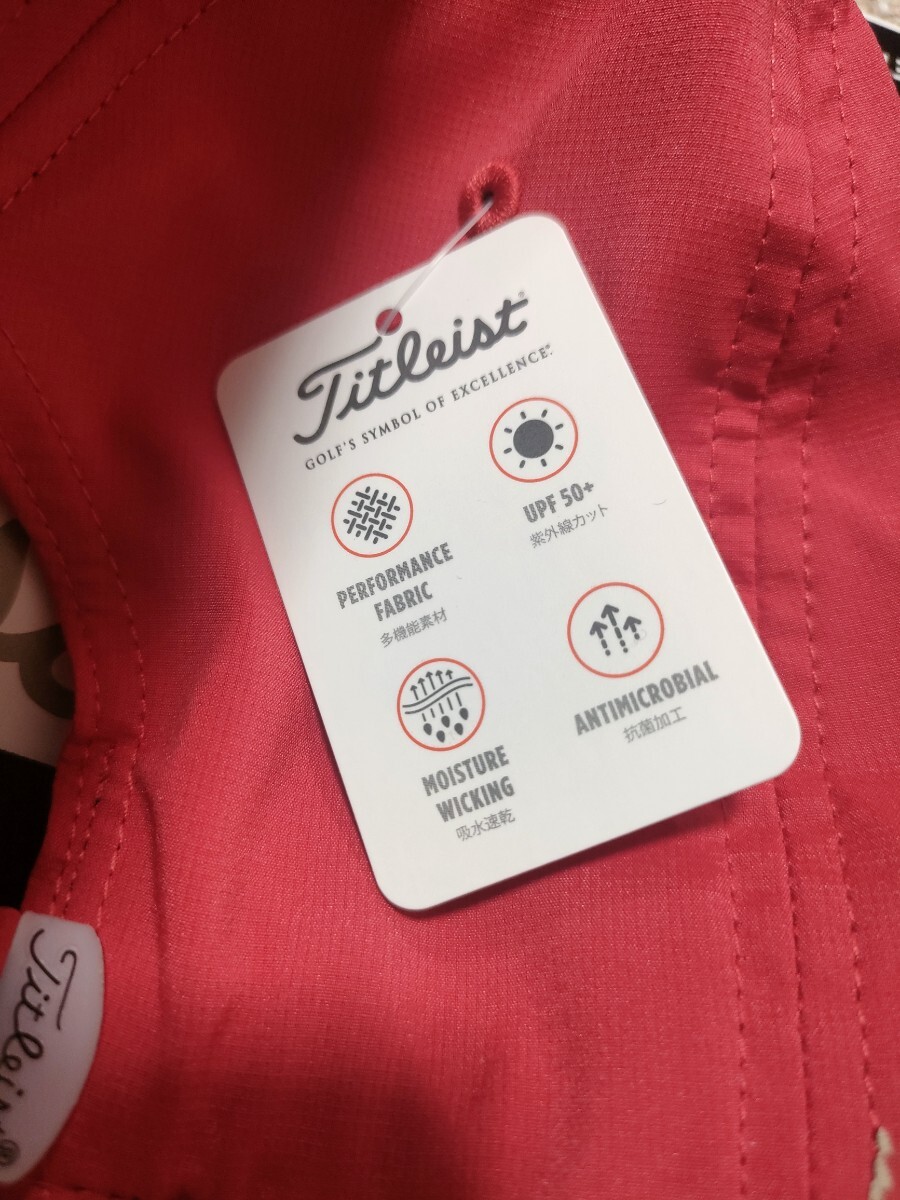 Titleist®
GOLF'S SYMBOL OF EXCELLENCE.
PERFORMANCE
FABRIC
多機能素材
UPF 50+
紫外線カット
MOISTURE
WICKING
吸水速乾
ANTIMICROBIAL
抗菌加工
Titleist®